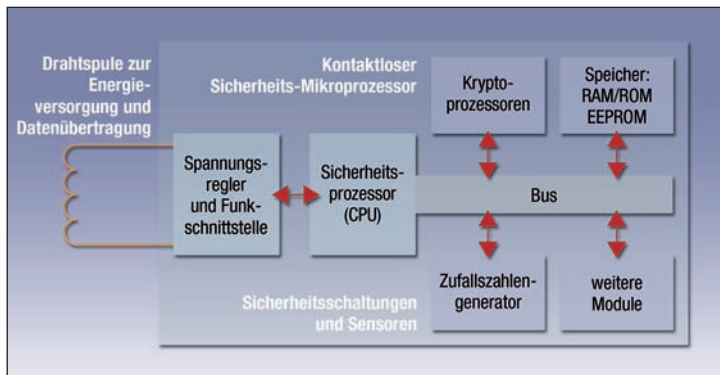 Drahtspule zur
Energie-
versorgung und
Datenübertragung
Kontaktloser
Sicherheits-Mikroprozessor
Krypto-
prozessoren
Speicher:
RAM/ROM
EEPROM
Spannungs-
regler
und Funk-
schnittstelle
Sicherheits-
prozessor
(CPU)
Bus
Zufallszahlen-
generator
weitere
Module
Sicherheitsschaltungen
und Sensoren